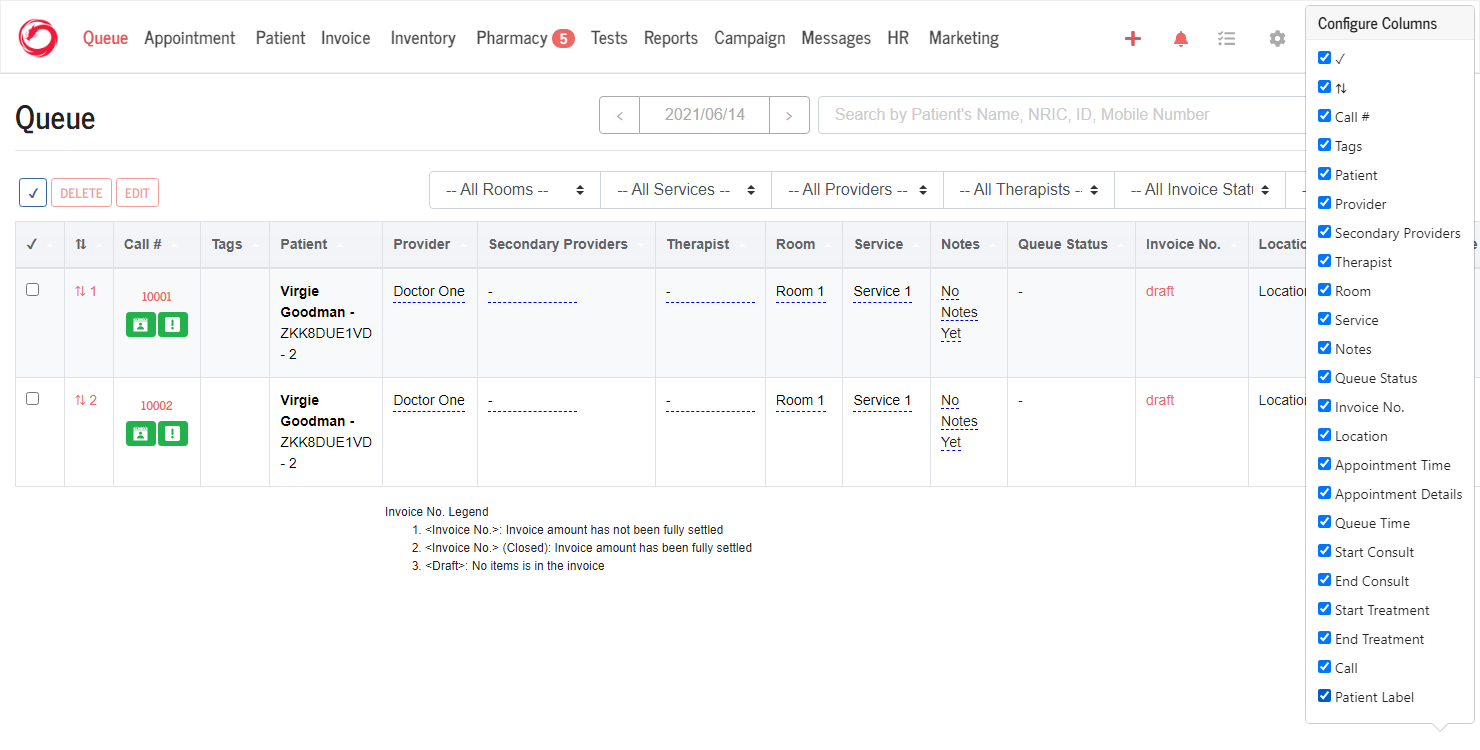 Queue Appointment Patient Invoice Inventory Pharmacy 5 Tests Reports Campaign Messages HR Marketing
Queue
< 2021/06/14 >
Search by Patient's Name, NRIC, ID, Mobile Number
✓ DELETE EDIT
-- All Rooms -- -- All Services -- -- All Providers -- -- All Therapists - -- All Invoice Statu -
✓ ⇅ Call # Tags Patient Provider Secondary Providers Therapist Room Service Notes Queue Status Invoice No. Locatio e
⇅ 1 10001 Virgie Doctor One - - Room 1 Service 1 No - draft Location
Goodman - Notes
ZKK8DUE1VD Yet
- 2
⇅ 2 10002 Virgie Doctor One - - Room 1 Service 1 No - draft Location
Goodman - Notes
ZKK8DUE1VD Yet
- 2
Invoice No. Legend
1. <Invoice No.>: Invoice amount has not been fully settled
2. <Invoice No.> (Closed): Invoice amount has been fully settled
3. <Draft>: No items is in the invoice
Configure Columns
✓
⇅
Call #
Tags
Patient
Provider
Secondary Providers
Therapist
Room
Service
Notes
Queue Status
Invoice No.
Location
Appointment Time
Appointment Details
Queue Time
Start Consult
End Consult
Start Treatment
End Treatment
Call
Patient Label